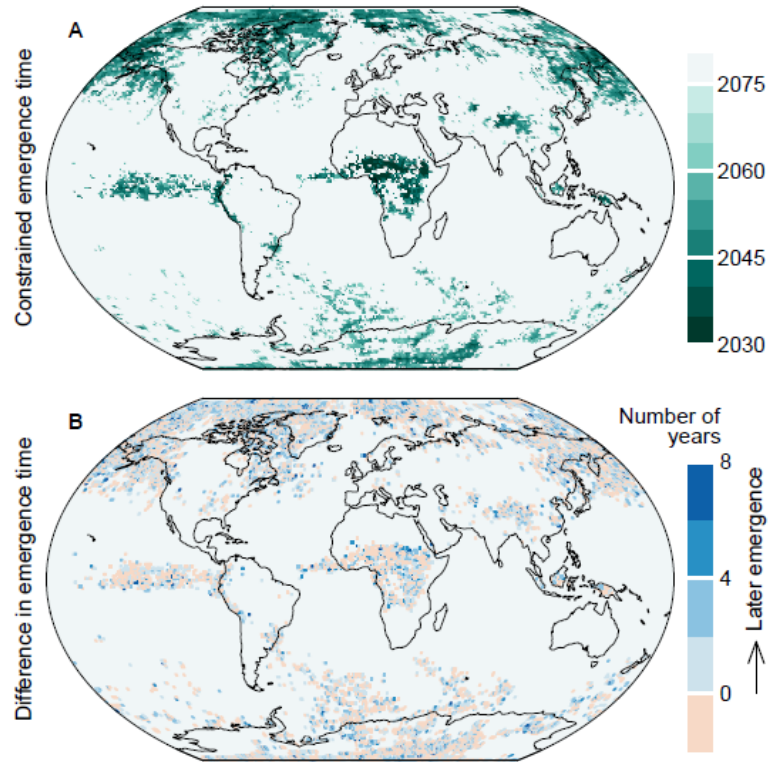 A
Constrained emergence time
2075
2060
2045
2030
B
Difference in emergence time
Number of
years
8
4
0
Later emergence